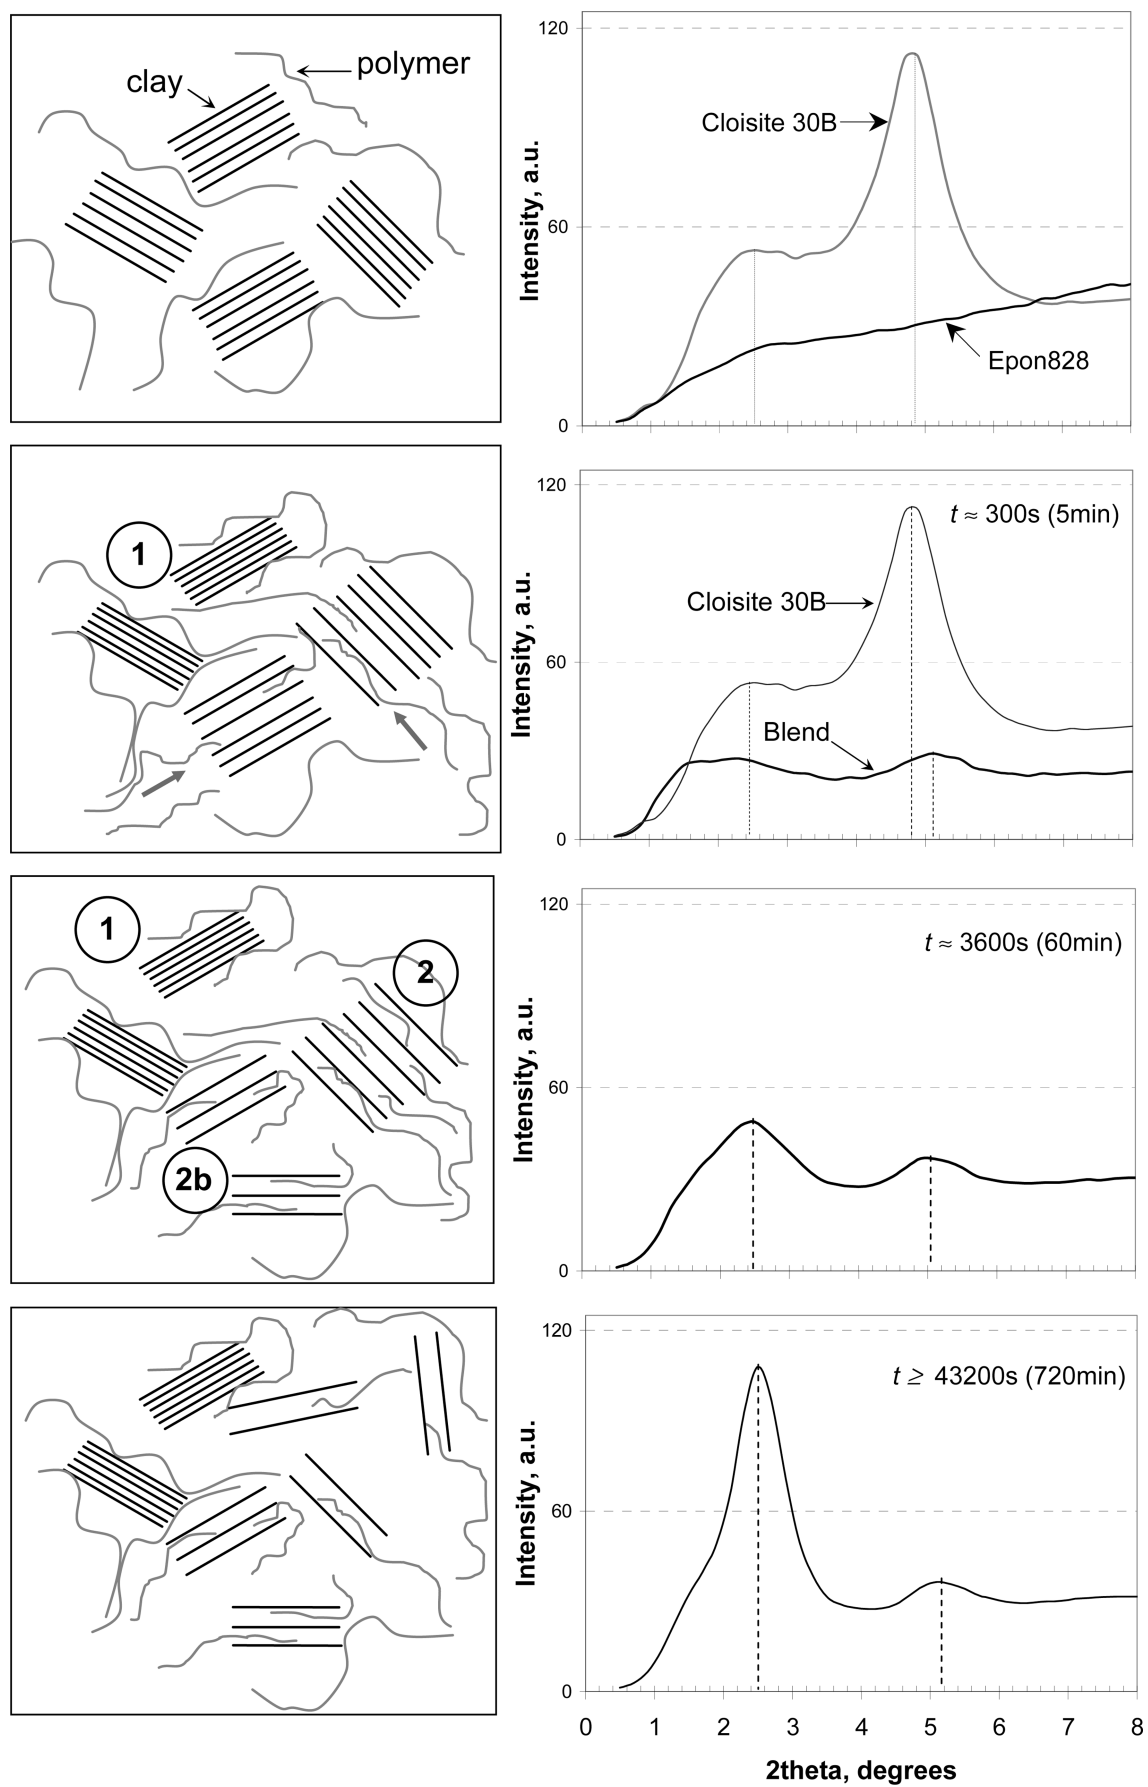 clay
polymer
120
60
0
Intensity, a.u.
Cloisite 30B
Epon828
1
120
60
0
Intensity, a.u.
t ≈ 300s (5min)
Cloisite 30B
Blend
1
2
2b
120
60
0
Intensity, a.u.
t ≈ 3600s (60min)
120
60
0
Intensity, a.u.
t ≥ 43200s (720min)
0 1 2 3 4 5 6 7 8
2theta, degrees